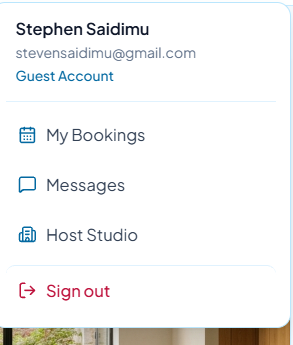 Stephen Saidimu
stevensaidimu@gmail.com
Guest Account
My Bookings
Messages
Host Studio
Sign out